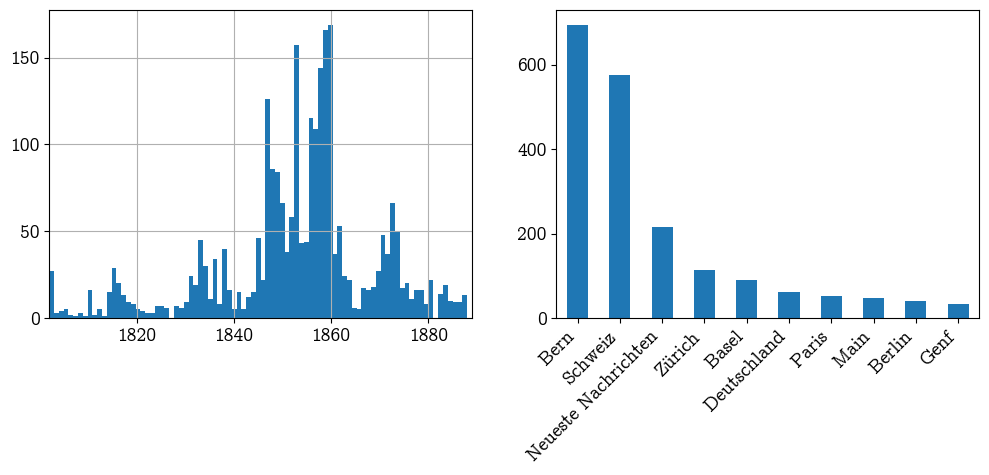 150
100
50
0
1820 1840 1860 1880
600
400
200
0
Bern
Schweiz
Neueste Nachrichten
Zürich
Basel
Deutschland
Paris
Main
Berlin
Genf